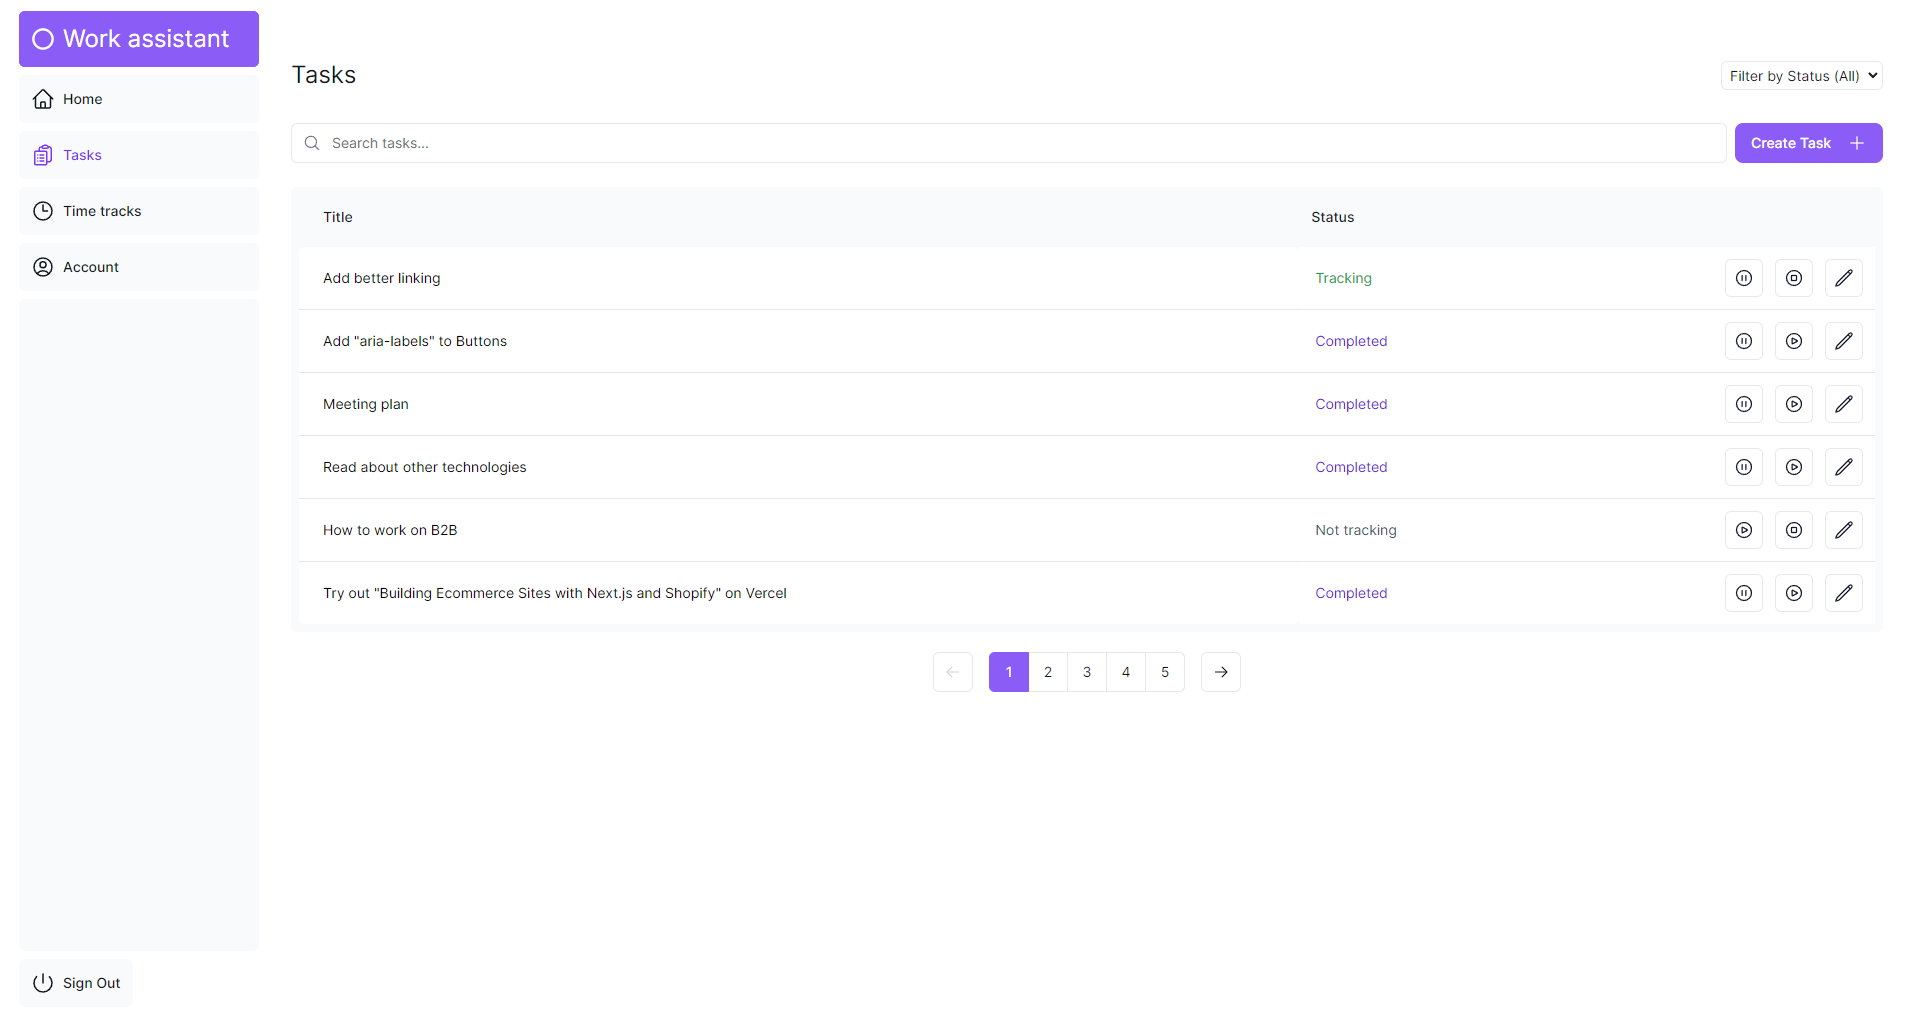 Work assistant
Home
Tasks
Time tracks
Account
Sign Out
Tasks
Filter by Status (All)
Search tasks...
Create Task
Title Status
Add better linking Tracking
Add "aria-labels" to Buttons Completed
Meeting plan Completed
Read about other technologies Completed
How to work on B2B Not tracking
Try out "Building Ecommerce Sites with Next.js and Shopify" on Vercel Completed
1 2 3 4 5